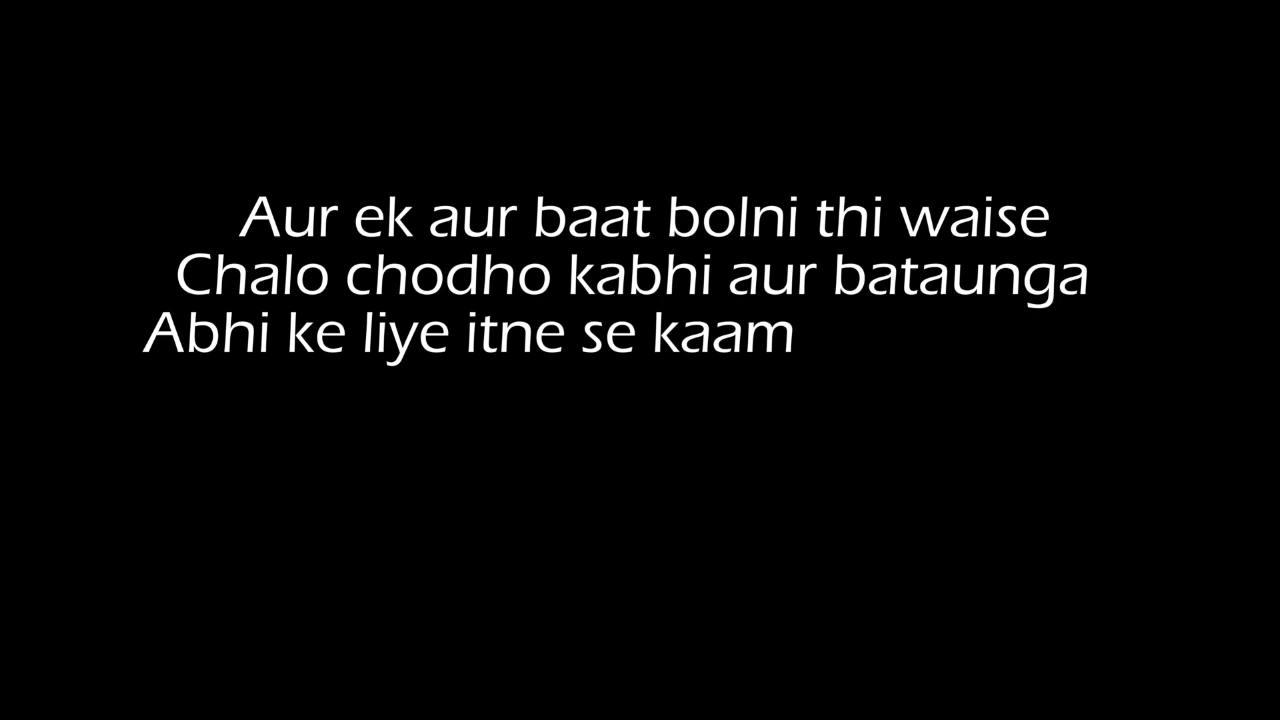 Aur ek aur baat bolni thi waise
Chalo chodho kabhi aur bataunga
Abhi ke liye itne se kaam